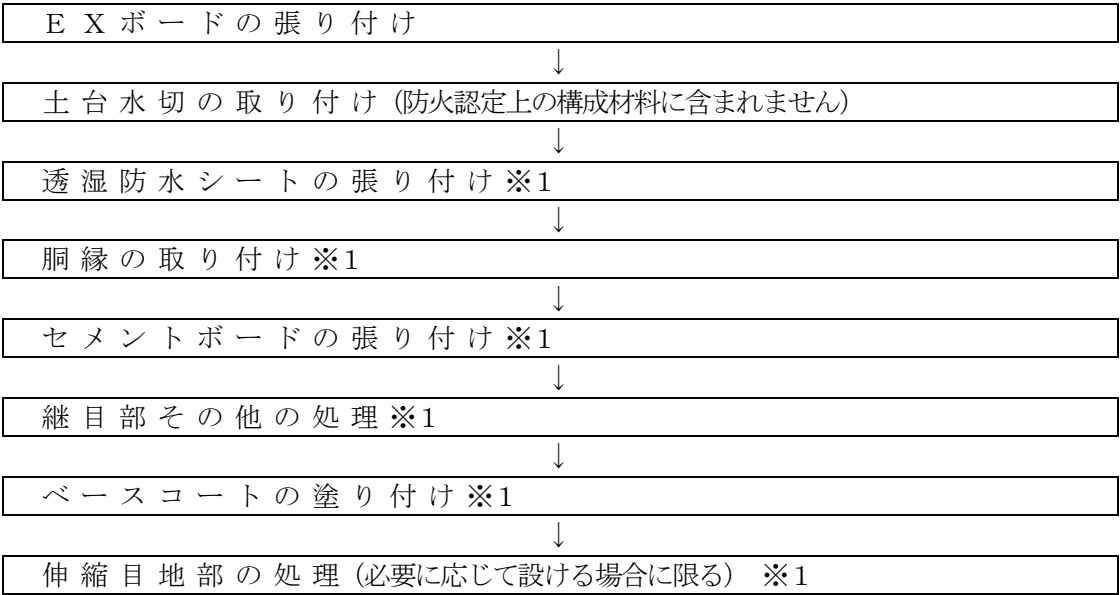 ＥＸボードの張り付け
↓
土台水切の取り付け(防火認定上の構成材料に含まれません)
↓
透湿防水シートの張り付け※1
↓
胴縁の取り付け※1
↓
セメントボードの張り付け※1
↓
継目部その他の処理※1
↓
ベースコートの塗り付け※1
↓
伸縮目地部の処理(必要に応じて設ける場合に限る) ※1